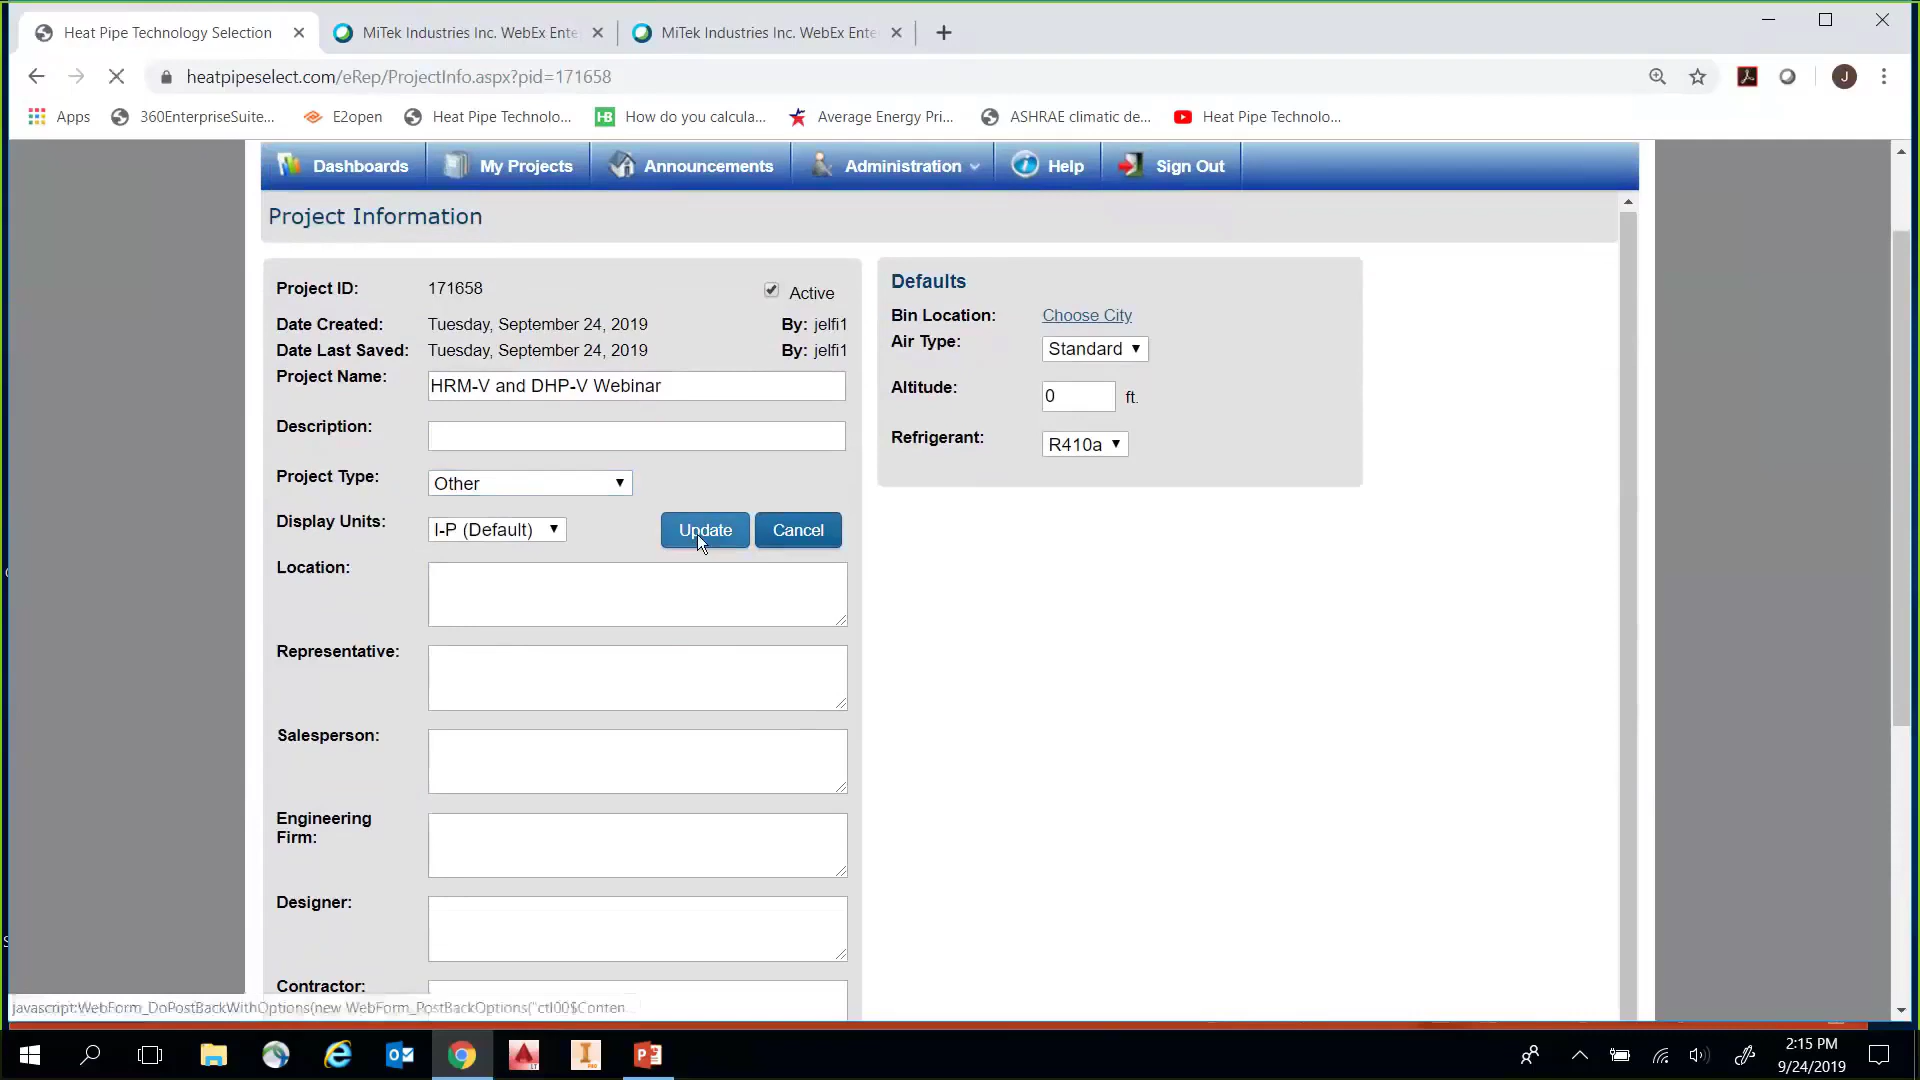 Heat Pipe Technology Selection
MiTek Industries Inc. WebEx Ente
MiTek Industries Inc. WebEx Ente
heatpipeselect.com/eRep/ProjectInfo.aspx?pid=171658
J
Apps
360EnterpriseSuite...
E2open
Heat Pipe Technolo...
HB
How do you calcula...
Average Energy Pri...
ASHRAE climatic de...
Heat Pipe Technolo...
Dashboards
My Projects
Announcements
Administration
Help
Sign Out
Project Information
Project ID: 171658 Active
Date Created: Tuesday, September 24, 2019 By: jelfi1
Date Last Saved: Tuesday, September 24, 2019 By: jelfi1
Project Name: HRM-V and DHP-V Webinar
Description:
Project Type: Other
Display Units: I-P (Default) Update Cancel
Location:
Representative:
Salesperson:
Engineering
Firm:
Designer:
Contractor:
Defaults
Bin Location: Choose City
Air Type: Standard
Altitude: 0 ft.
Refrigerant: R410a
javascript:WebForm_DoPostBackWithOptions(new WebForm_PostBackOptions("ctl00$Conten...
2:15 PM
9/24/2019